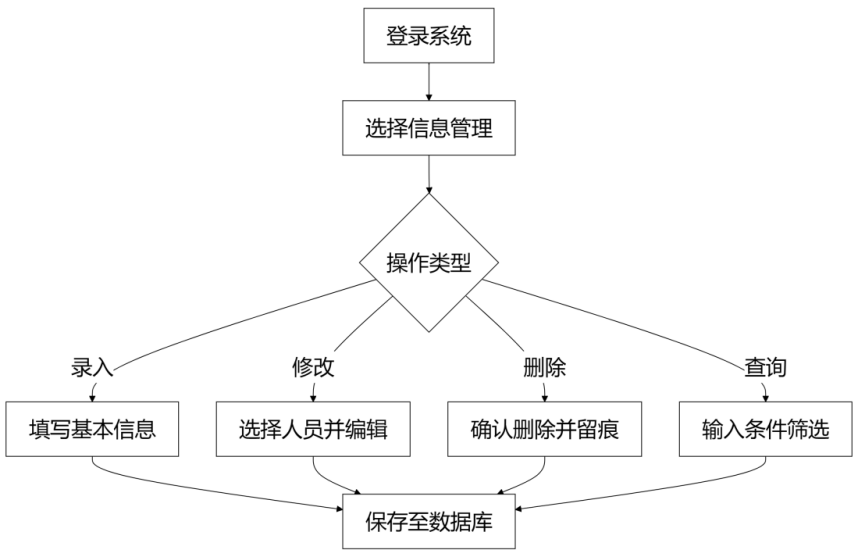 登录系统
选择信息管理
操作类型
录入
修改
删除
查询
填写基本信息
选择人员并编辑
确认删除并留痕
输入条件筛选
保存至数据库